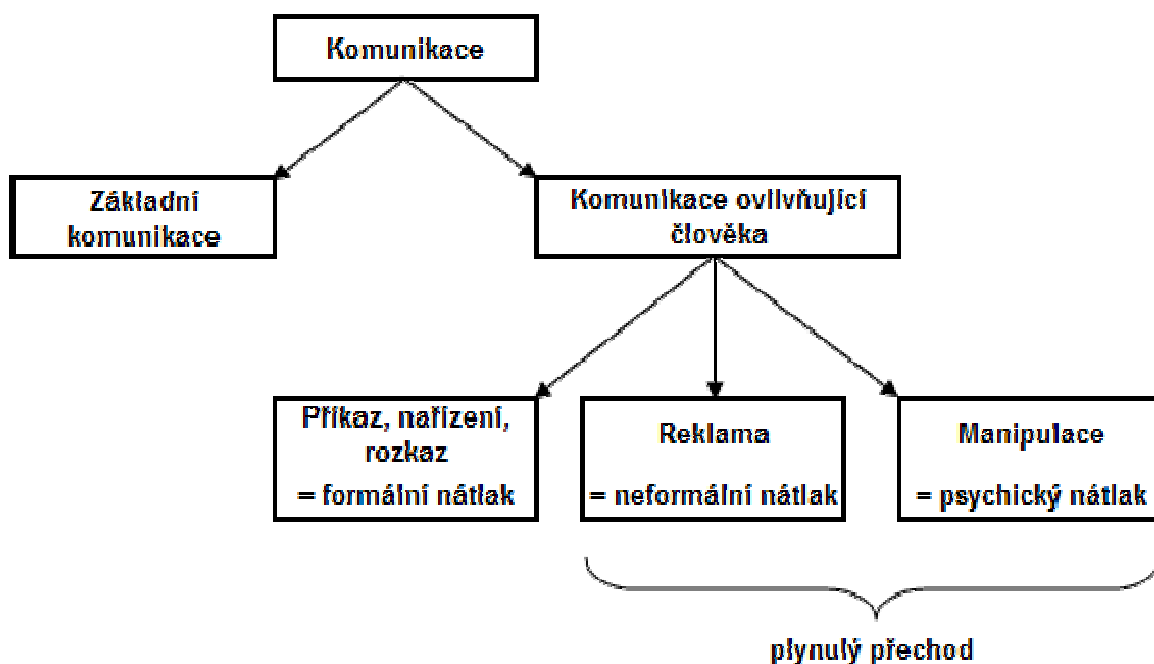 Komunikace
Základní
komunikace
Komunikace ovlivňující
člověka
Příkaz, nařízení,
rozkaz
= formální nátlak
Reklama
= neformální nátlak
Manipulace
= psychický nátlak
plynulý přechod